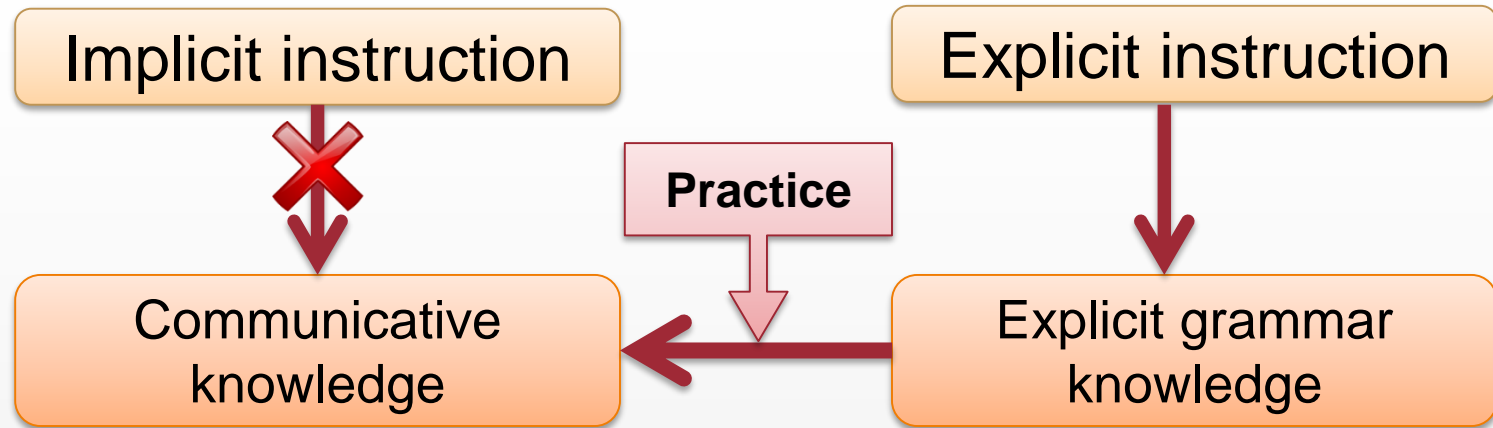 Implicit instruction
Explicit instruction
Practice
Communicative
knowledge
Explicit grammar
knowledge